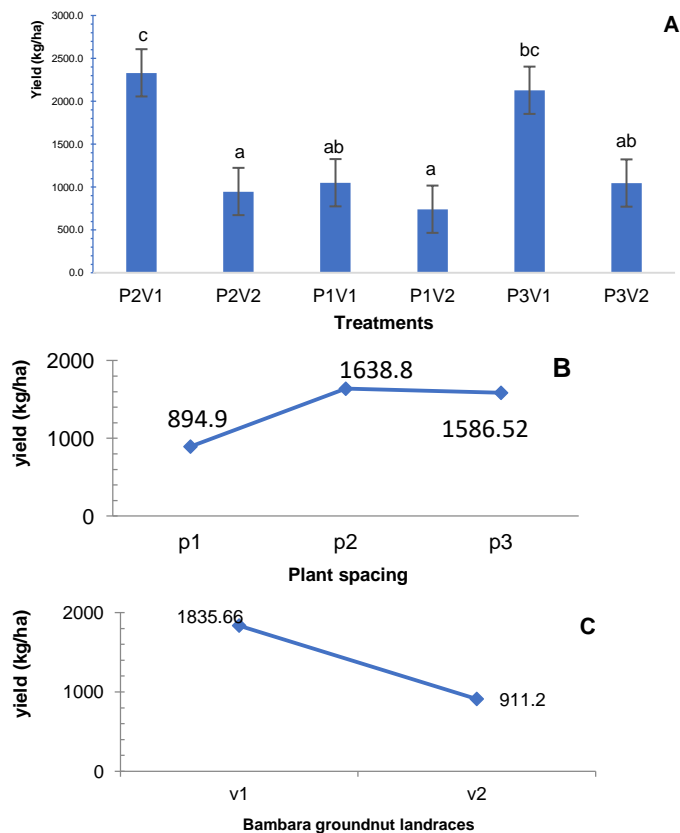 A
Yield (kg/ha)
3000.0
2500.0
2000.0
1500.0
1000.0
500.0
0.0
c
a
ab
a
bc
ab
P2V1 P2V2 P1V1 P1V2 P3V1 P3V2
Treatments
B
yield (kg/ha)
2000
1000
0
894.9
1638.8
1586.52
p1 p2 p3
Plant spacing
C
yield (kg/ha)
2000
1000
0
1835.66
911.2
v1 v2
Bambara groundnut landraces